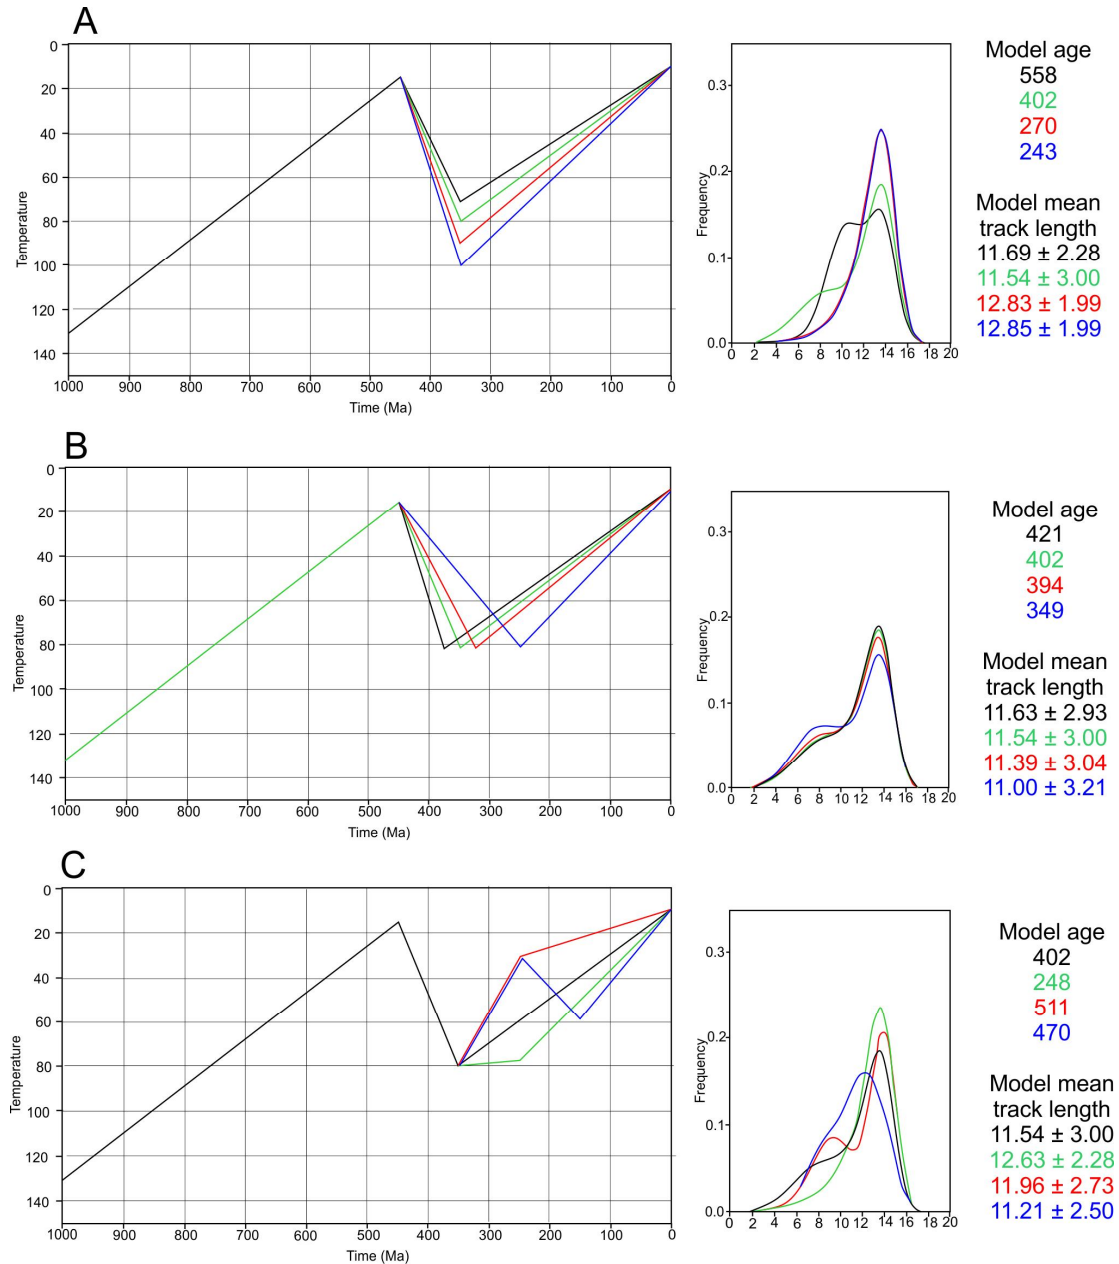 A
0
20
40
60
80
100
120
140
Temperature
1000 900 800 700 600 500 400 300 200 100 0
Time (Ma)
0.3
0.2
0.1
0.0
Frequency
0 2 4 6 8 10 12 14 16 18 20
Model age
558
402
270
243
Model mean
track length
11.69 ± 2.28
11.54 ± 3.00
12.83 ± 1.99
12.85 ± 1.99
B
0
20
40
60
80
100
120
140
Temperature
1000 900 800 700 600 500 400 300 200 100 0
Time (Ma)
0.3
0.2
0.1
0.0
Frequency
0 2 4 6 8 10 12 14 16 18 20
Model age
421
402
394
349
Model mean
track length
11.63 ± 2.93
11.54 ± 3.00
11.39 ± 3.04
11.00 ± 3.21
C
0
20
40
60
80
100
120
140
Temperature
1000 900 800 700 600 500 400 300 200 100 0
Time (Ma)
0.3
0.2
0.1
0.0
Frequency
0 2 4 6 8 10 12 14 16 18 20
Model age
402
248
511
470
Model mean
track length
11.54 ± 3.00
12.63 ± 2.28
11.96 ± 2.73
11.21 ± 2.50